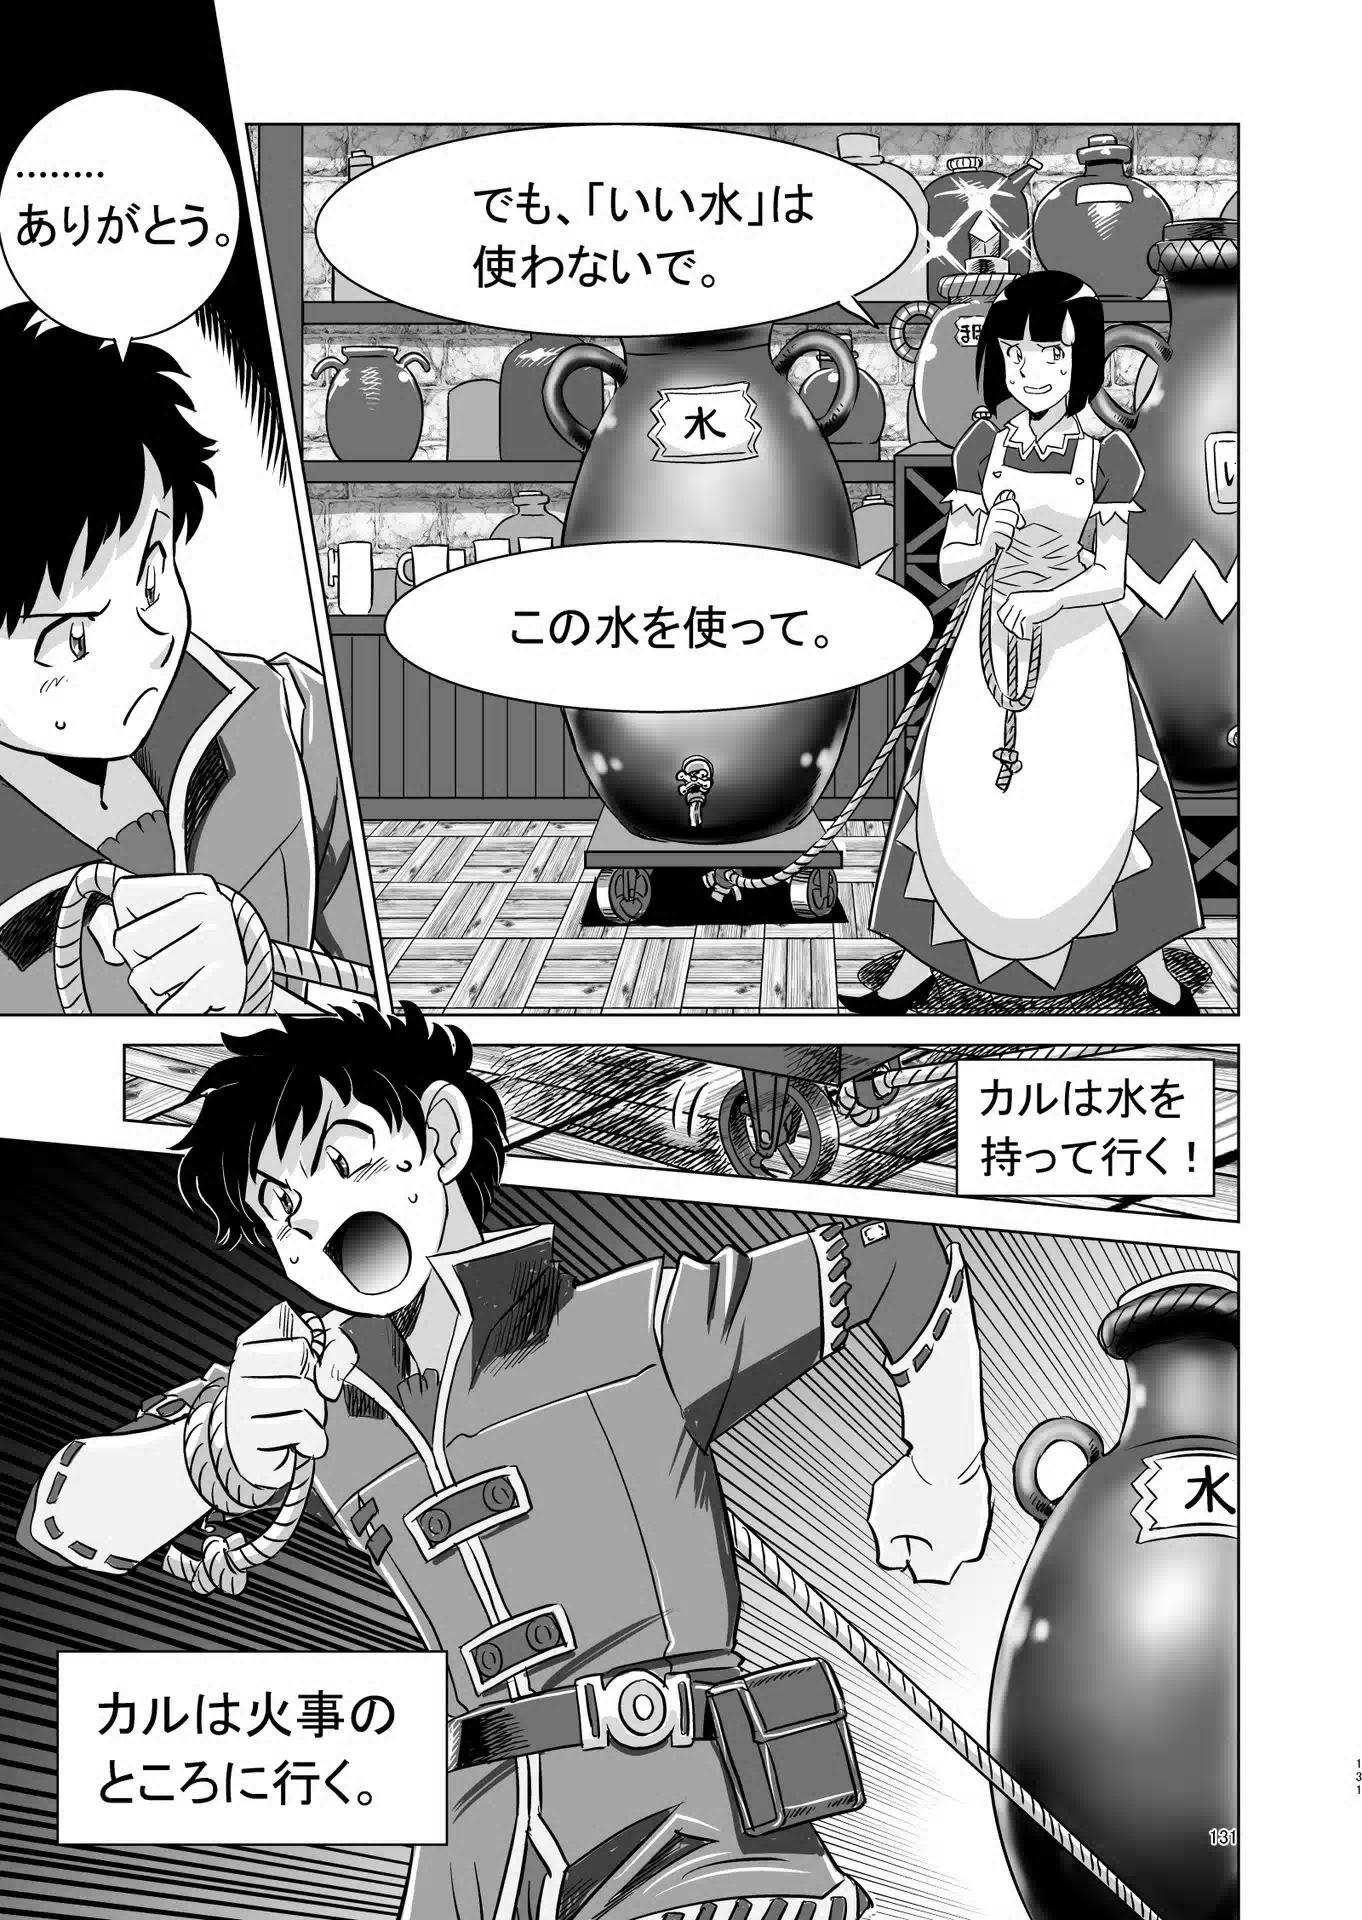 でも、「いい水」は
使わないで。
水
この水を使って。
………
ありがとう。
カルは水を
持って行く!
水
カルは火事の
ところに行く。
131
131